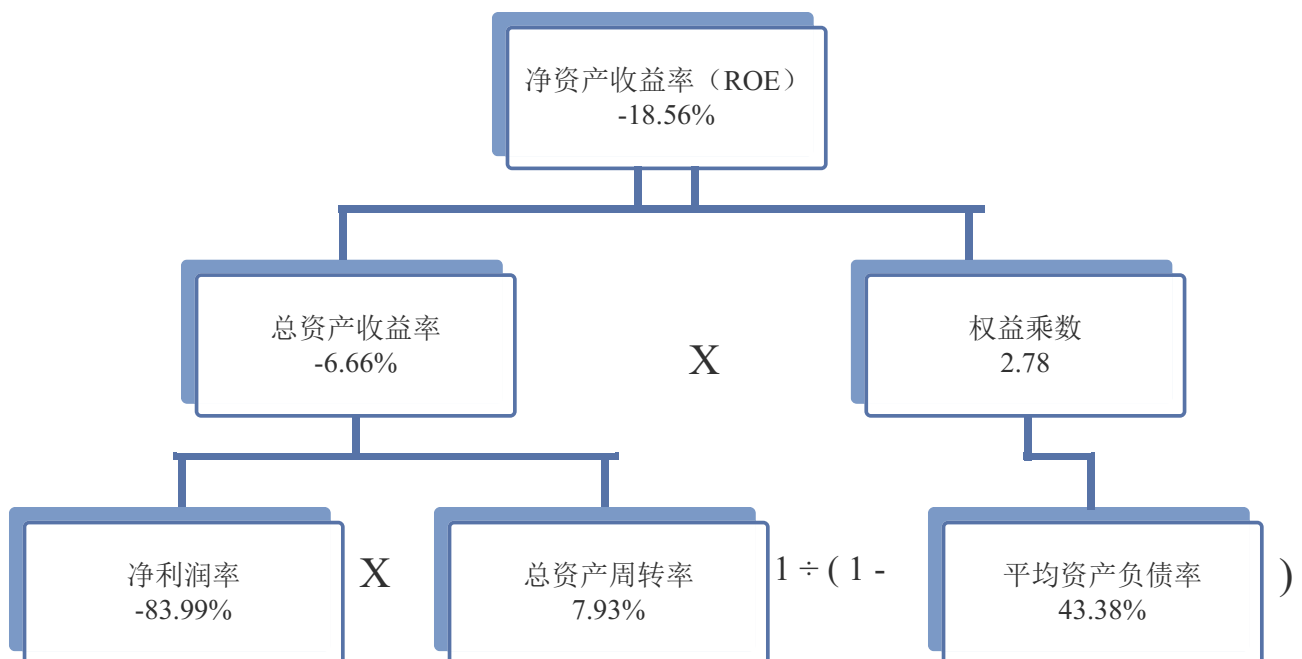 净资产收益率（ROE）
-18.56%
总资产收益率
-6.66%
X
权益乘数
2.78
净利润率
-83.99%
X
总资产周转率
7.93%
1 ÷ ( 1 -
平均资产负债率
43.38%
)